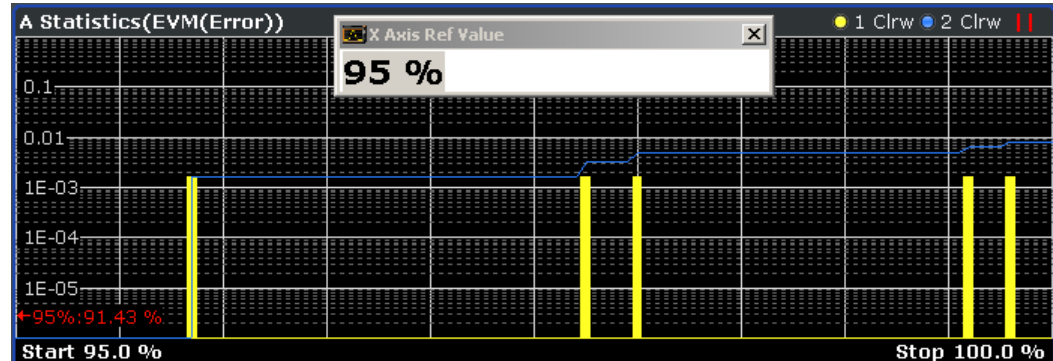 A Statistics(EVM(Error))
1 Clrw 2 Clrw
X Axis Ref Value
95 %
0.1
0.01
1E-03
1E-04
1E-05
95%:91.43 %
Start 95.0 %
Stop 100.0 %